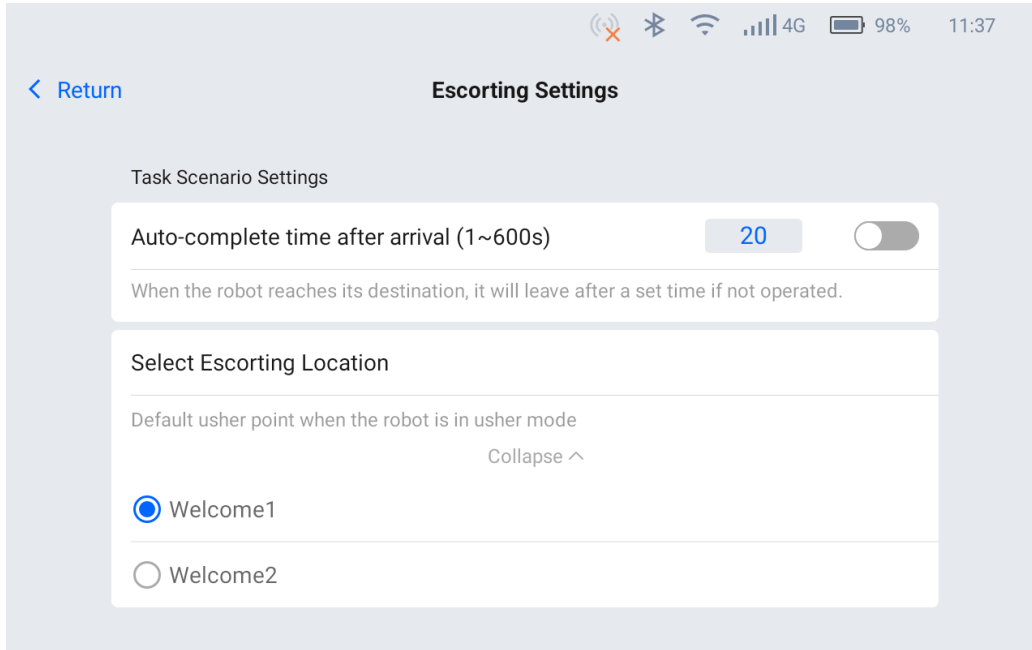 4G 98% 11:37
Return Escorting Settings
Task Scenario Settings
Auto-complete time after arrival (1~600s) 20
When the robot reaches its destination, it will leave after a set time if not operated.
Select Escorting Location
Default usher point when the robot is in usher mode
Collapse
Welcome1
Welcome2